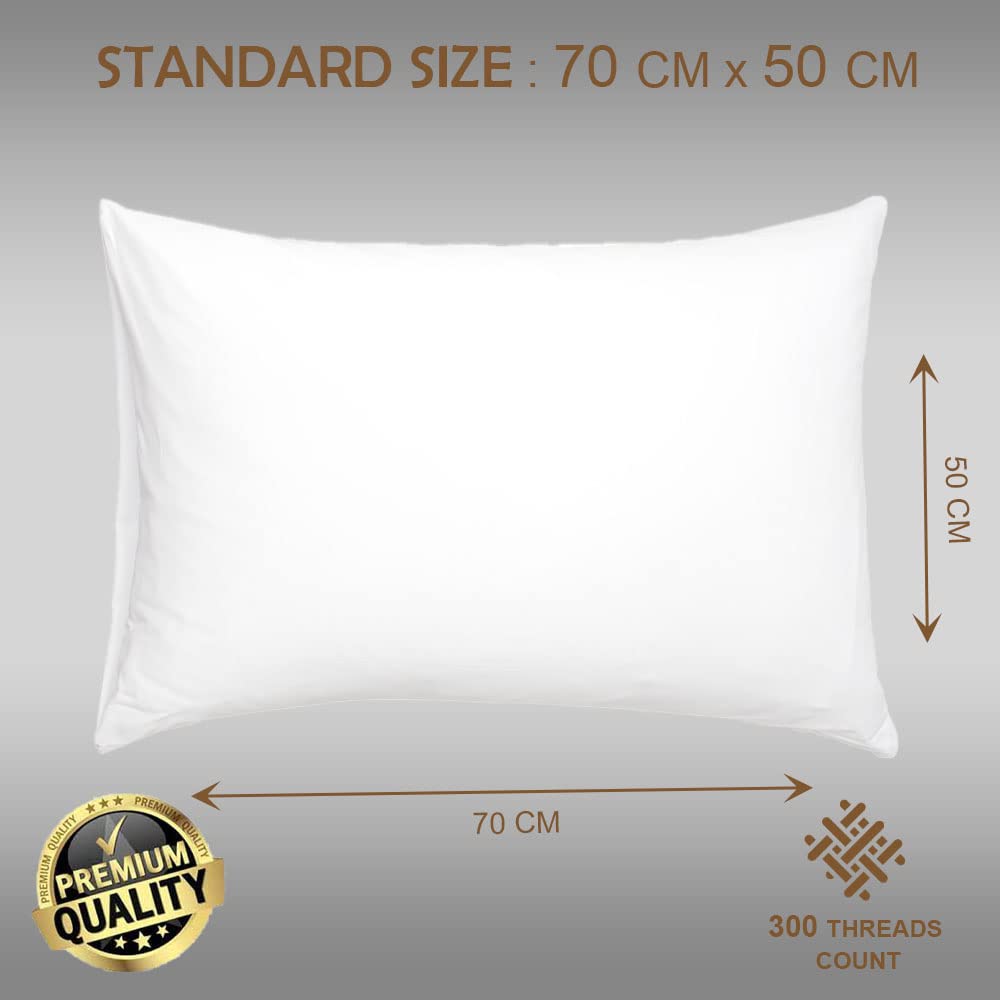 STANDARD SIZE : 70 CM x 50 CM
50 CM
70 CM
PREMIUM QUALITY
PREMIUM QUALITY
PREMIUM
QUALITY
300 THREADS
COUNT